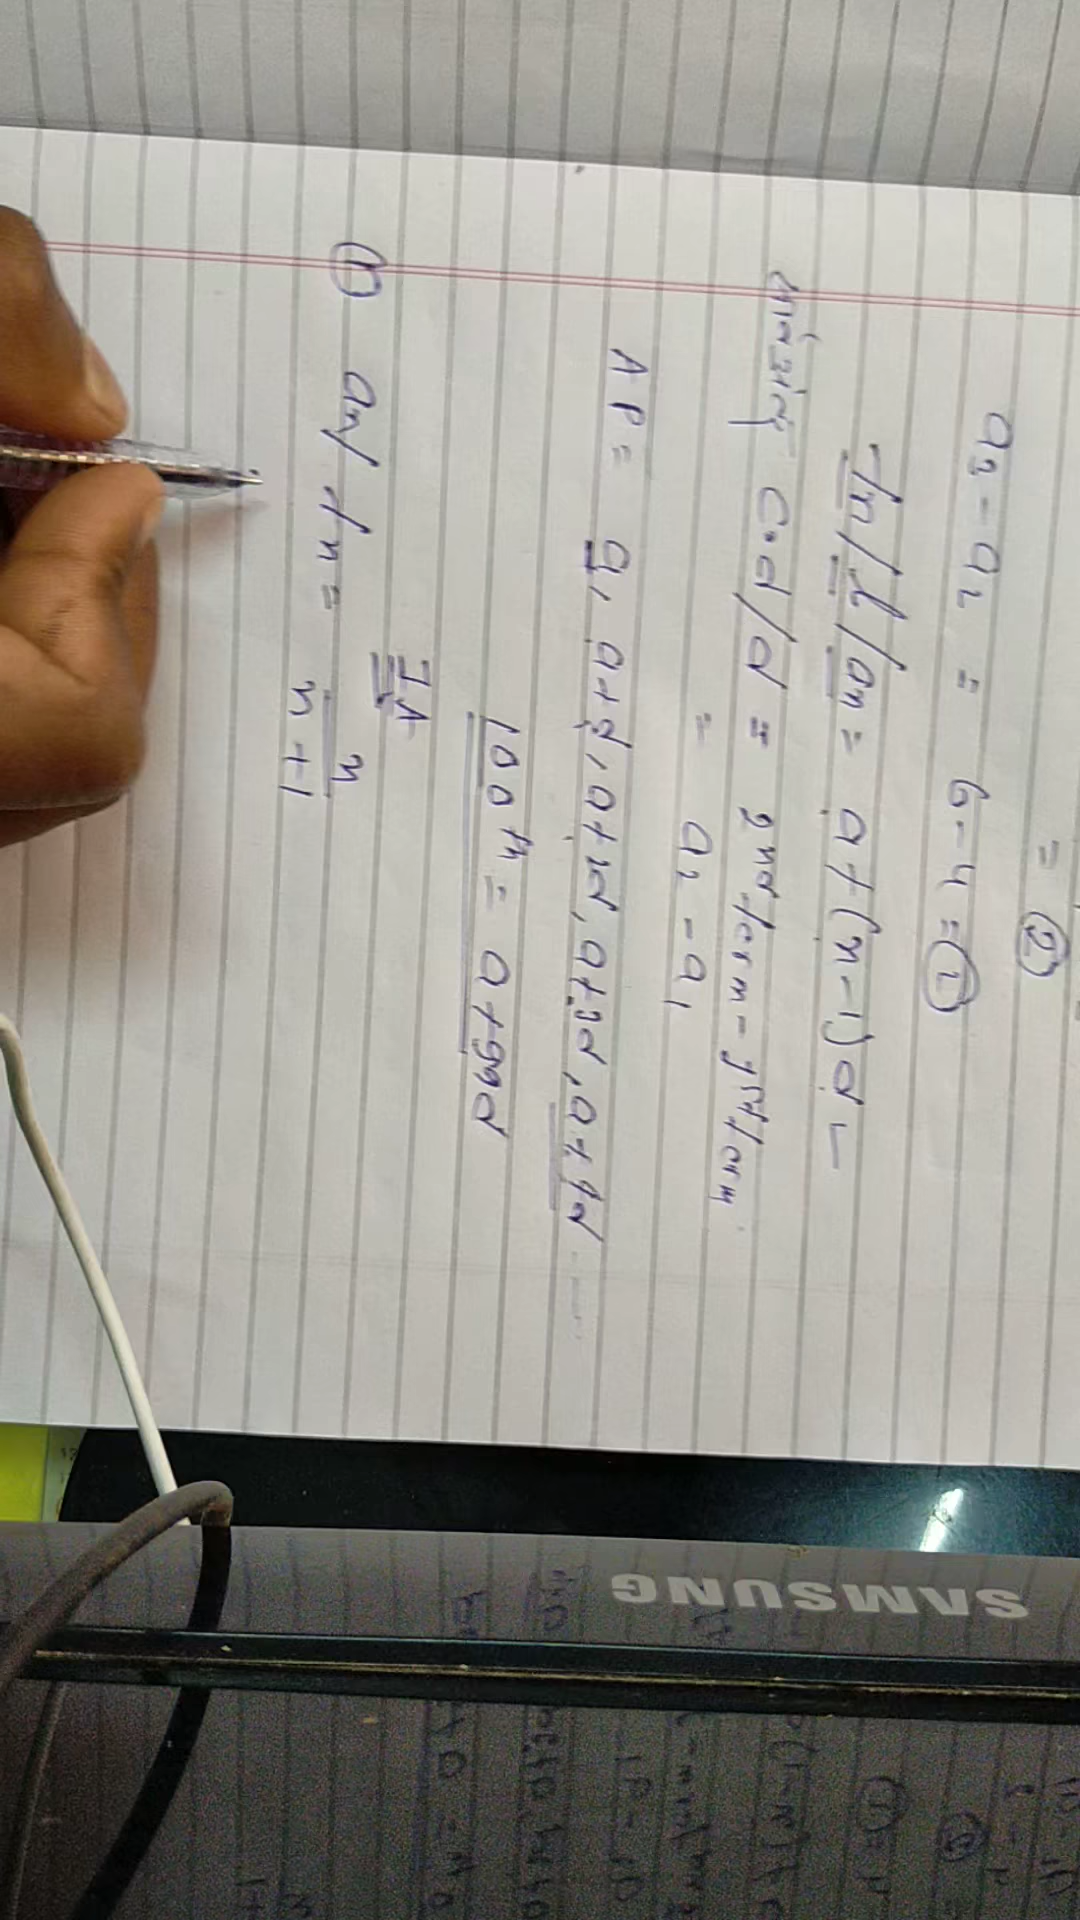 = ②
a₃ - a₂ = 6 - 4 = ②
Tn / l / an = a + (n - 1) d -
C.d / d = 2nd term - 1st term
= a₂ - a₁
AP = a, a+d, a+2d, a+3d, a+4d ----
100th = a+99d
an / tn = n
n+1
SAMSUNG